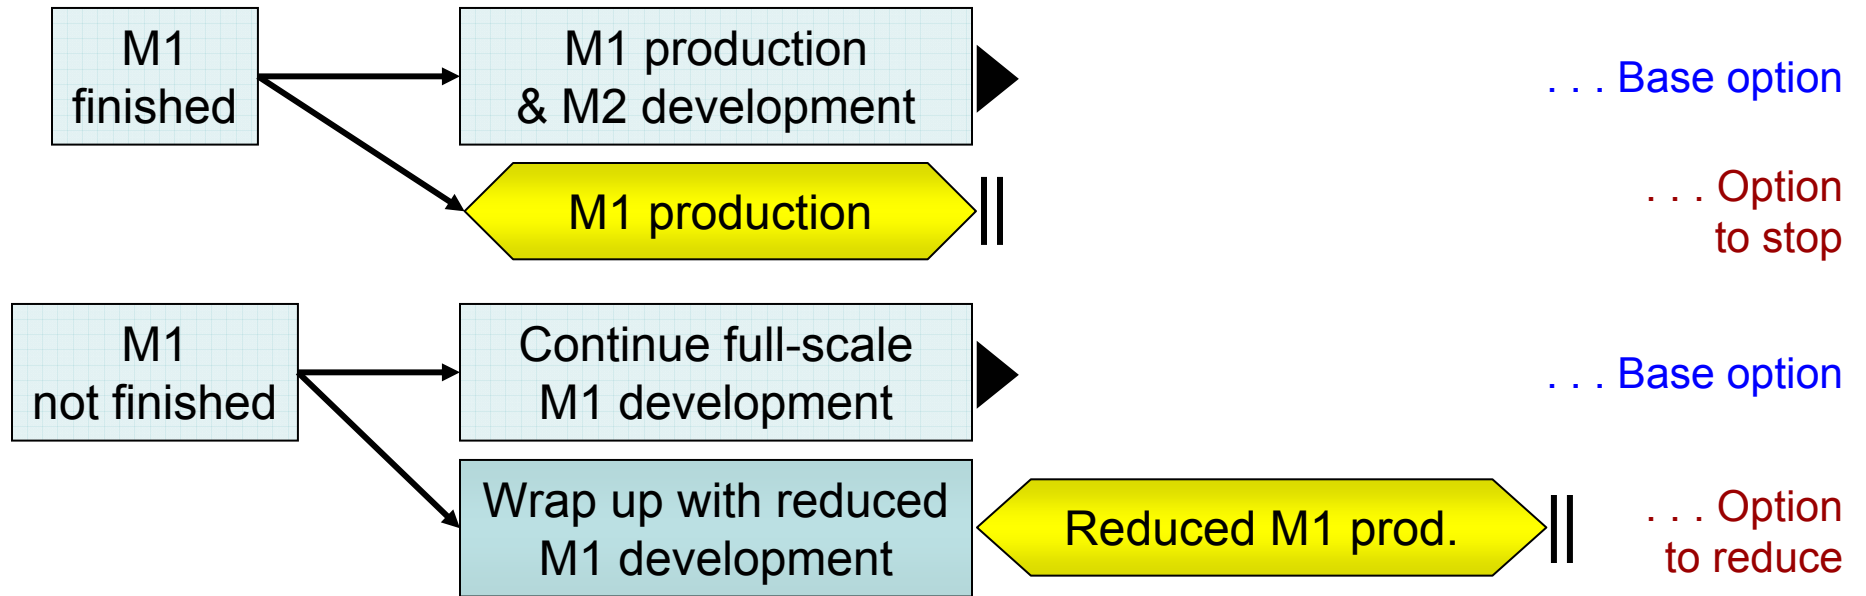 M1
finished
M1 production
& M2 development
. . . Base option
M1 production
. . . Option
to stop
M1
not finished
Continue full-scale
M1 development
. . . Base option
Wrap up with reduced
M1 development
Reduced M1 prod.
. . . Option
to reduce